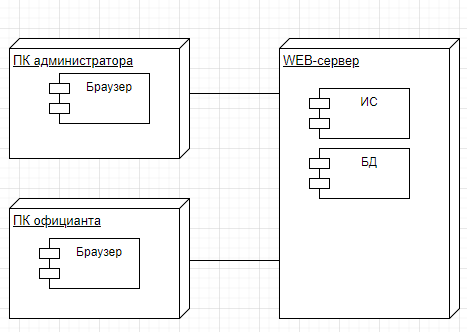 ПК администратора
Браузер
WEB-сервер
ИС
БД
ПК официанта
Браузер